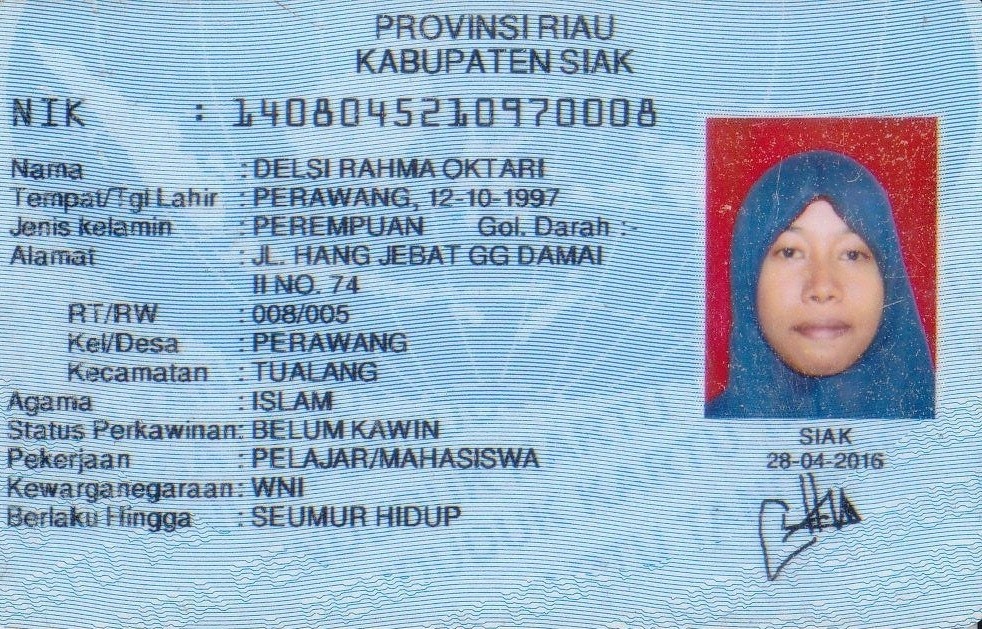 PROVINSI RIAU
KABUPATEN SIAK
NIK : 1408045210970008
Nama : DELSI RAHMA OKTARI
Tempat/Tgl Lahir : PERAWANG, 12-10-1997
Jenis kelamin : PEREMPUAN Gol. Darah :-
Alamat : JL. HANG JEBAT GG DAMAI
II NO. 74
RT/RW : 008/005
Kel/Desa : PERAWANG
Kecamatan : TUALANG
Agama : ISLAM
Status Perkawinan: BELUM KAWIN
Pekerjaan : PELAJAR/MAHASISWA
Kewarganegaraan: WNI
Berlaku Hingga : SEUMUR HIDUP
SIAK
28-04-2016